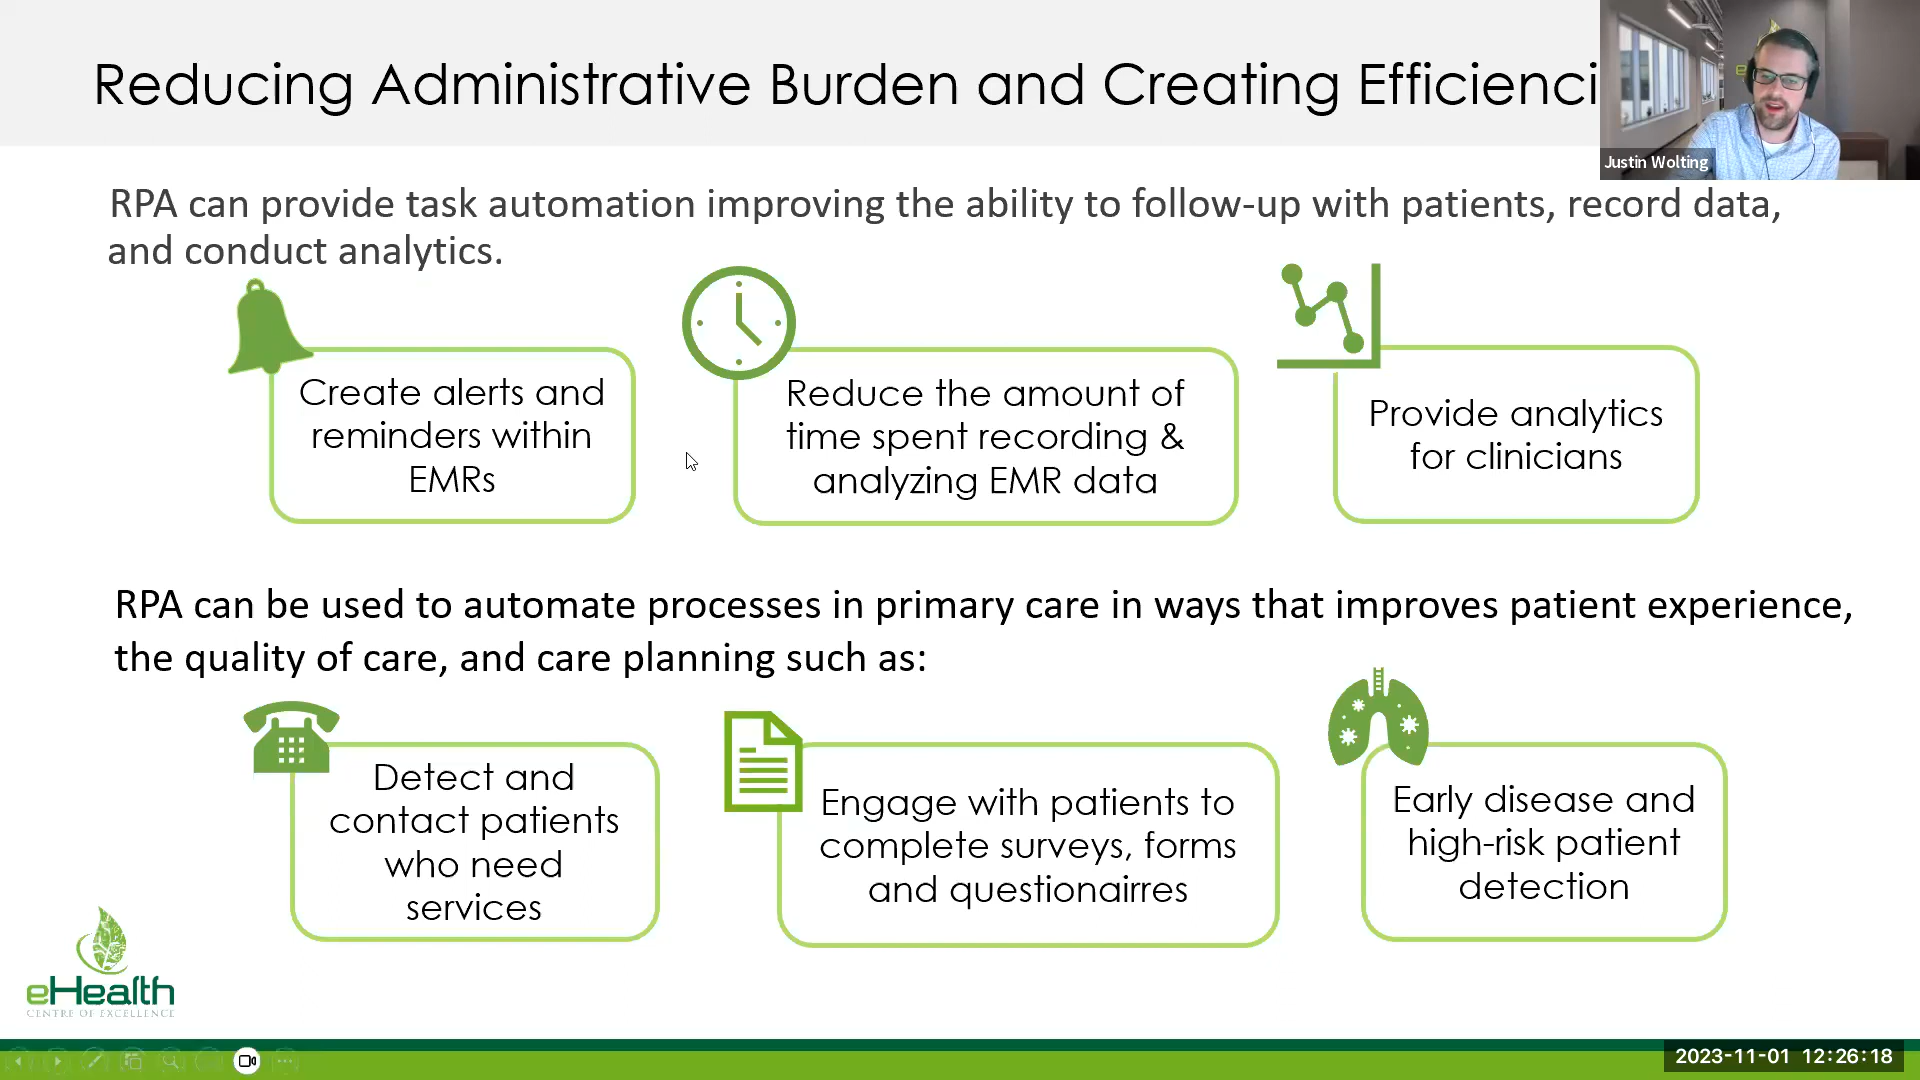 Reducing Administrative Burden and Creating Efficienci
Justin Wolting
RPA can provide task automation improving the ability to follow-up with patients, record data,
and conduct analytics.
Create alerts and
reminders within
EMRs
Reduce the amount of
time spent recording &
analyzing EMR data
Provide analytics
for clinicians
RPA can be used to automate processes in primary care in ways that improves patient experience,
the quality of care, and care planning such as:
Detect and
contact patients
who need
services
Engage with patients to
complete surveys, forms
and questionairres
Early disease and
high-risk patient
detection
eHealth
CENTRE OF EXCELLENCE
2023-11-01 12:26:18